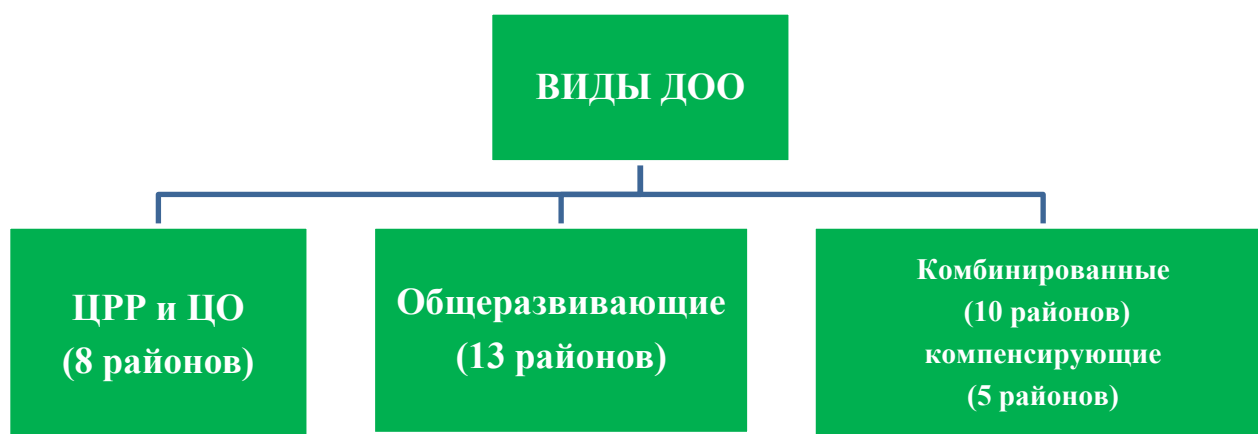 ВИДЫ ДОО
ЦРР и ЦО
(8 районов)
Общеразвивающие
(13 районов)
Комбинированные
(10 районов)
компенсирующие
(5 районов)